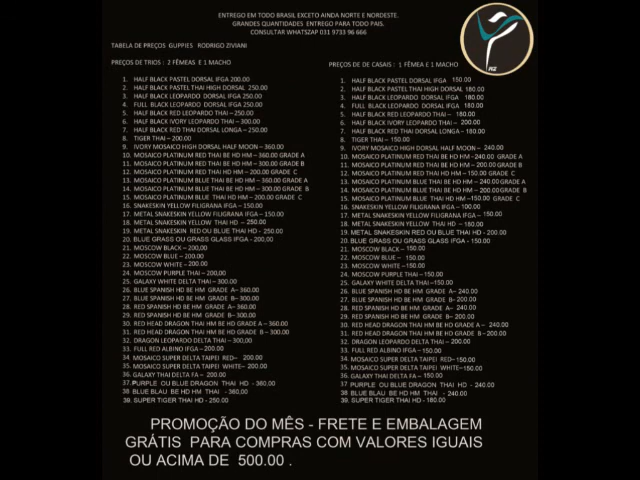 ENTREGO EM TODO BRASIL EXCETO AINDA NORTE E NORDESTE.
GRANDES QUANTIDADES ENTREGO PARA TODO PAIS.
CONSULTAR WHATSZAP 031 9733 96 666
TABELA DE PREÇOS GUPPIES RODRIGO ZIVIANI
PREÇOS DE TRIOS : 2 FÊMEAS E 1 MACHO
1. HALF BLACK PASTEL DORSAL IFGA 200.00
2. HALF BLACK PASTEL THAI HIGH DORSAL 250.00
3. HALF BLACK LEOPARDO DORSAL IFGA 250.00
4. FULL BLACK LEOPARDO DORSAL IFGA 250.00
5. HALF BLACK RED LEOPARDO THAI – 250.00
6. HALF BLACK IVORY LEOPARDO THAI – 300.00
7. HALF BLACK RED THAI DORSAL LONGA – 250.00
8. TIGER THAI – 200.00
9. IVORY MOSAICO HIGH DORSAL HALF MOON – 360.00
10. MOSAICO PLATINUM RED THAI BE HD HM – 360.00 GRADE A
11. MOSAICO PLATINUM RED THAI BE HD HM – 300.00 GRADE B
12. MOSAICO PLATINUM RED THAI HD HM – 200.00 GRADE C
13. MOSAICO PLATINUM BLUE THAI BE HD HM – 360.00 GRADE A
14. MOSAICO PLATINUM BLUE THAI BE HD HM – 300.00 GRADE B
15. MOSAICO PLATINUM BLUE THAI HD HM – 200.00 GRADE C
16. SNAKESKIN YELLOW FILIGRANA IFGA – 150.00
17. METAL SNAKESKIN YELLOW FILIGRANA IFGA – 150.00
18. METAL SNAKESKIN YELLOW THAI HD – 250.00
19. METAL SNAKESKIN RED OU BLUE THAI HD – 250.00
20. BLUE GRASS OU GRASS GLASS IFGA – 200,00
21. MOSCOW BLACK – 200,00
22. MOSCOW BLUE – 200.00
23. MOSCOW WHITE – 200.00
24. MOSCOW PURPLE THAI – 200.00
25. GALAXY WHITE DELTA THAI – 300.00
26. BLUE SPANISH HD BE HM GRADE A– 360.00
27. BLUE SPANISH HD BE HM GRADE B– 300.00
28. RED SPANISH HD BE HM GRADE A– 360.00
29. RED SPANISH HD BE HM GRADE B– 300.00
30. RED HEAD DRAGON THAI HM BE HD GRADE A – 360.00
31. RED HEAD DRAGON THAI HM BE HD GRADE B – 300.00
32. DRAGON LEOPARDO DELTA THAI – 300,00
33. FULL RED ALBINO IFGA – 200.00
34. MOSAICO SUPER DELTA TAIPEI RED– 200.00
35. MOSAICO SUPER DELTA TAIPEI WHITE– 200.00
36. GALAXY THAI DELTA FA – 200.00
37. PURPLE OU BLUE DRAGON THAI HD - 360,00
38 BLUE BLAU BE HD HM THAI - 360,00
39. SUPER TIGER THAI HD - 250.00
PREÇOS DE DE CASAIS : 1 FÊMEA E 1 MACHO
1. HALF BLACK PASTEL DORSAL IFGA 150.00
2. HALF BLACK PASTEL THAI HIGH DORSAL 180.00
3. HALF BLACK LEOPARDO DORSAL IFGA 180.00
4. FULL BLACK LEOPARDO DORSAL IFGA 180.00
5. HALF BLACK RED LEOPARDO THAI – 180.00
6. HALF BLACK IVORY LEOPARDO THAI – 200.00
7. HALF BLACK RED THAI DORSAL LONGA – 180.00
8. TIGER THAI – 150.00
9. IVORY MOSAICO HIGH DORSAL HALF MOON – 240.00
10. MOSAICO PLATINUM RED THAI BE HD HM –240.00 GRADE A
11. MOSAICO PLATINUM RED THAI BE HD HM –200.00 GRADE B
12. MOSAICO PLATINUM RED THAI HD HM –150.00 GRADE C
13. MOSAICO PLATINUM BLUE THAI BE HD HM –240.00 GRADE A
14. MOSAICO PLATINUM BLUE THAI BE HD HM –200.00 GRADE B
15. MOSAICO PLATINUM BLUE THAI HD HM –150.00 GRADE C
16. SNAKESKIN YELLOW FILIGRANA IFGA –100.00
17. METAL SNAKESKIN YELLOW FILIGRANA IFGA – 150.00
18. METAL SNAKESKIN YELLOW THAI HD – 180,00
19. METAL SNAKESKIN RED OU BLUE THAI HD - 200.00
20. BLUE GRASS OU GRASS GLASS IFGA - 150.00
21. MOSCOW BLACK – 150.00
22. MOSCOW BLUE – 150.00
23. MOSCOW WHITE – 150.00
24. MOSCOW PURPLE THAI – 150.00
25. GALAXY WHITE DELTA THAI –150.00
26. BLUE SPANISH HD BE HM GRADE A– 240.00
27. BLUE SPANISH HD BE HM GRADE B– 200.00
28. RED SPANISH HD BE HM GRADE A– 240.00
29. RED SPANISH HD BE HM GRADE B– 200.00
30. RED HEAD DRAGON THAI HM BE HD GRADE A – 240.00
31. RED HEAD DRAGON THAI HM BE HD GRADE B – 200.00
32. DRAGON LEOPARDO DELTA THAI – 200.00
33. FULL RED ALBINO IFGA – 150.00
34. MOSAICO SUPER DELTA TAIPEI RED– 150.00
35. MOSAICO SUPER DELTA TAIPEI WHITE– 150.00
36. GALAXY THAI DELTA FA – 150.00
37. PURPLE OU BLUE DRAGON THAI HD - 240.00
38 BLUE BLAU BE HD HM THAI - 240.00
39. SUPER TIGER THAI HD - 180.00
RZ
PROMOÇÃO DO MÊS - FRETE E EMBALAGEM
GRÁTIS PARA COMPRAS COM VALORES IGUAIS
OU ACIMA DE 500.00 .